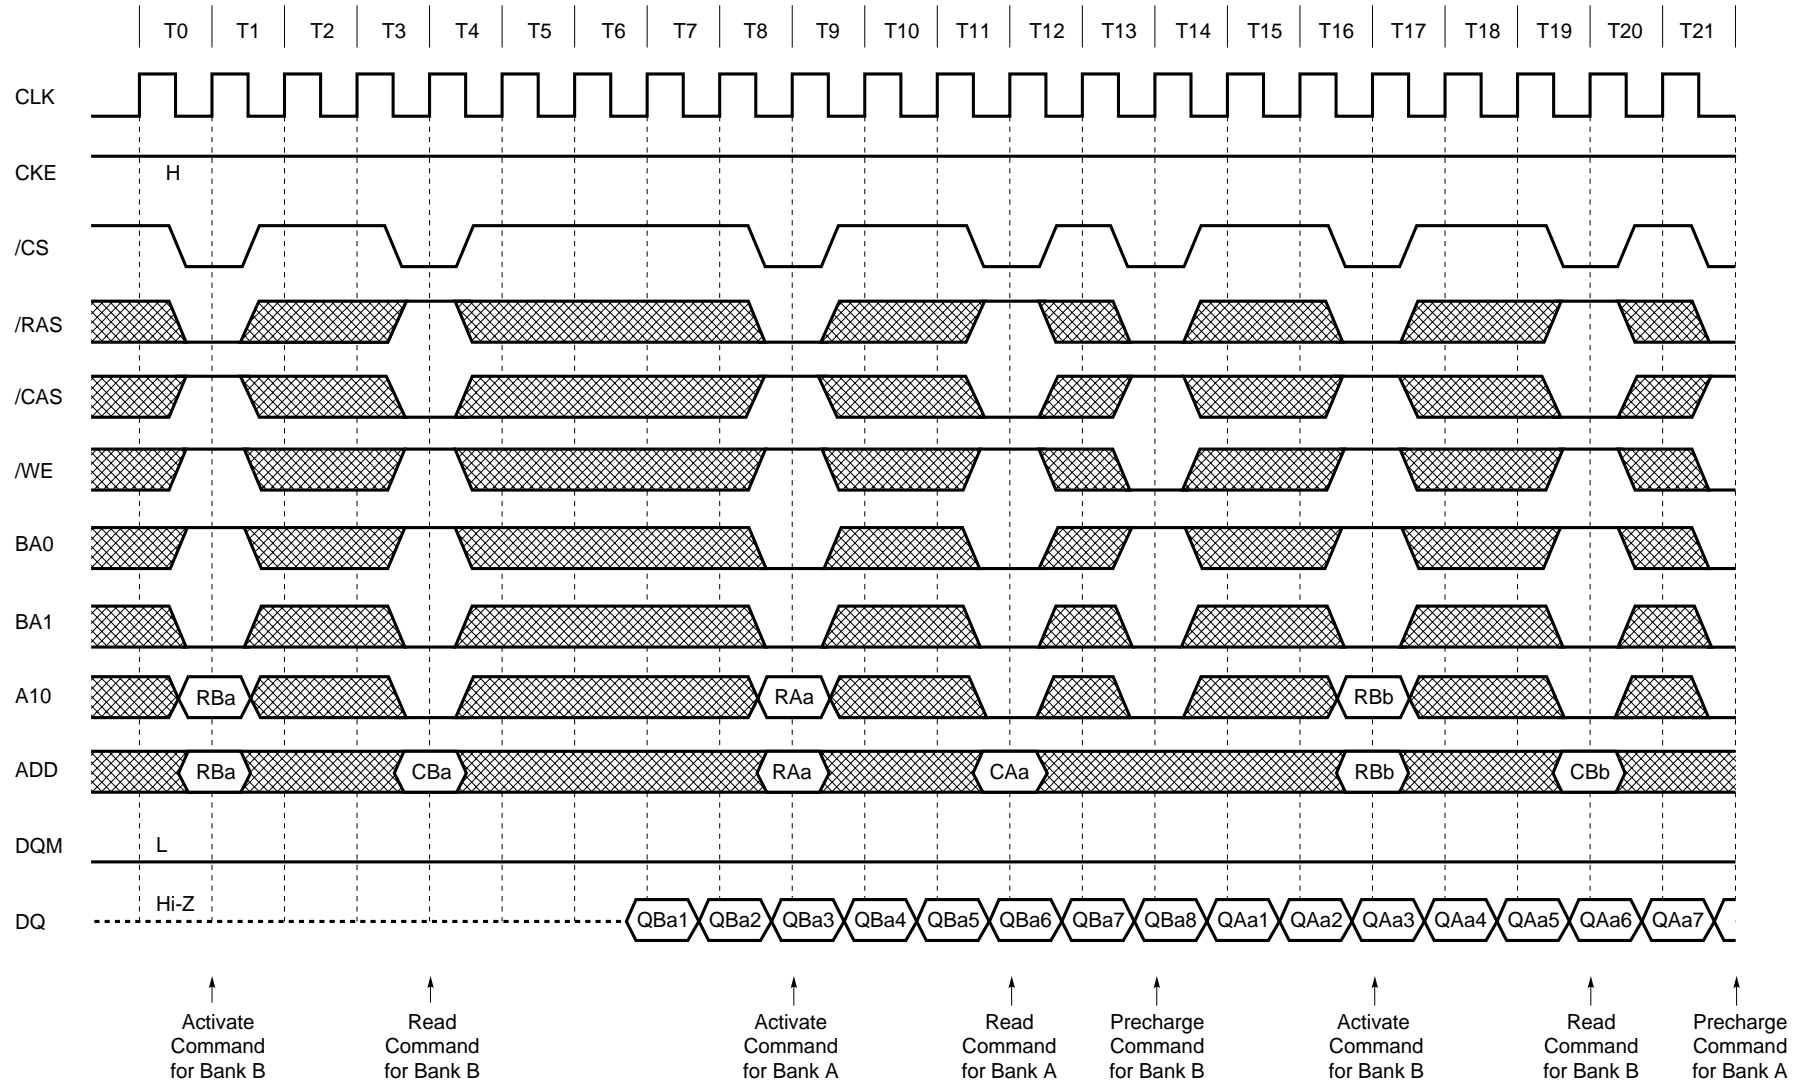 T0 T1 T2 T3 T4 T5 T6 T7 T8 T9 T10 T11 T12 T13 T14 T15 T16 T17 T18 T19 T20 T21
CLK
CKE H
/CS
/RAS
/CAS
/WE
BA0
BA1
A10 RBa RAa RBb
ADD RBa CBa RAa CAa RBb CBb
DQM L
Hi-Z
DQ QBa1 QBa2 QBa3 QBa4 QBa5 QBa6 QBa7 QBa8 QAa1 QAa2 QAa3 QAa4 QAa5 QAa6 QAa7
Activate
Command
for Bank B
Read
Command
for Bank B
Activate
Command
for Bank A
Read
Command
for Bank A
Precharge
Command
for Bank B
Activate
Command
for Bank B
Read
Command
for Bank B
Precharge
Command
for Bank A